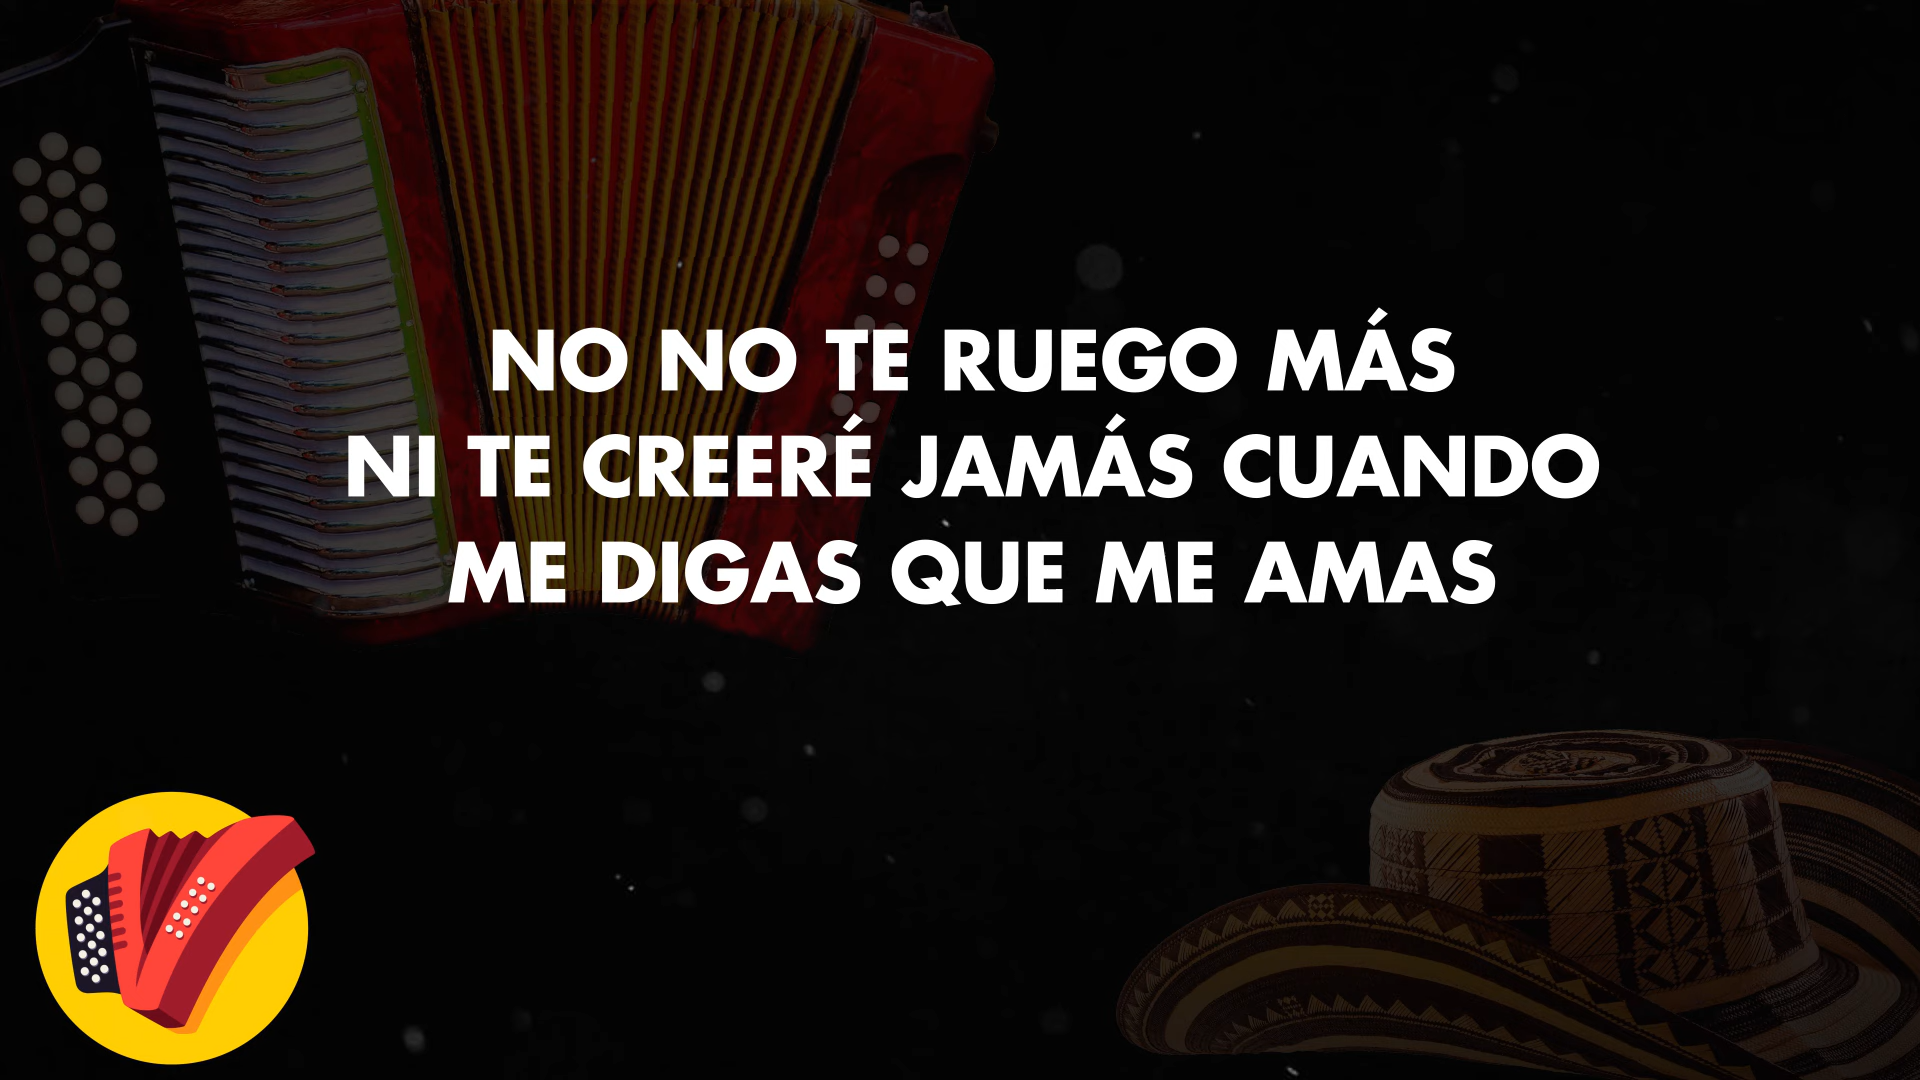 NO NO TE RUEGO MÁS
NI TE CREERÉ JAMÁS CUANDO
ME DIGAS QUE ME AMAS